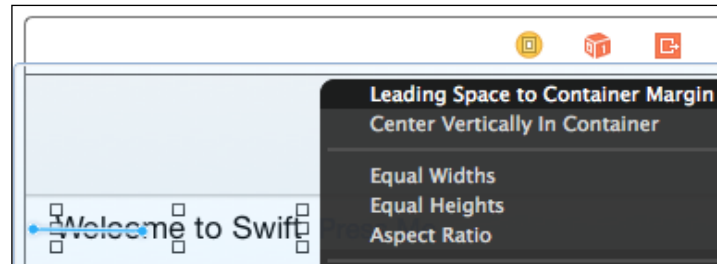 Leading Space to Container Margin
Center Vertically In Container
Equal Widths
Equal Heights
Aspect Ratio
Welcome to Swift